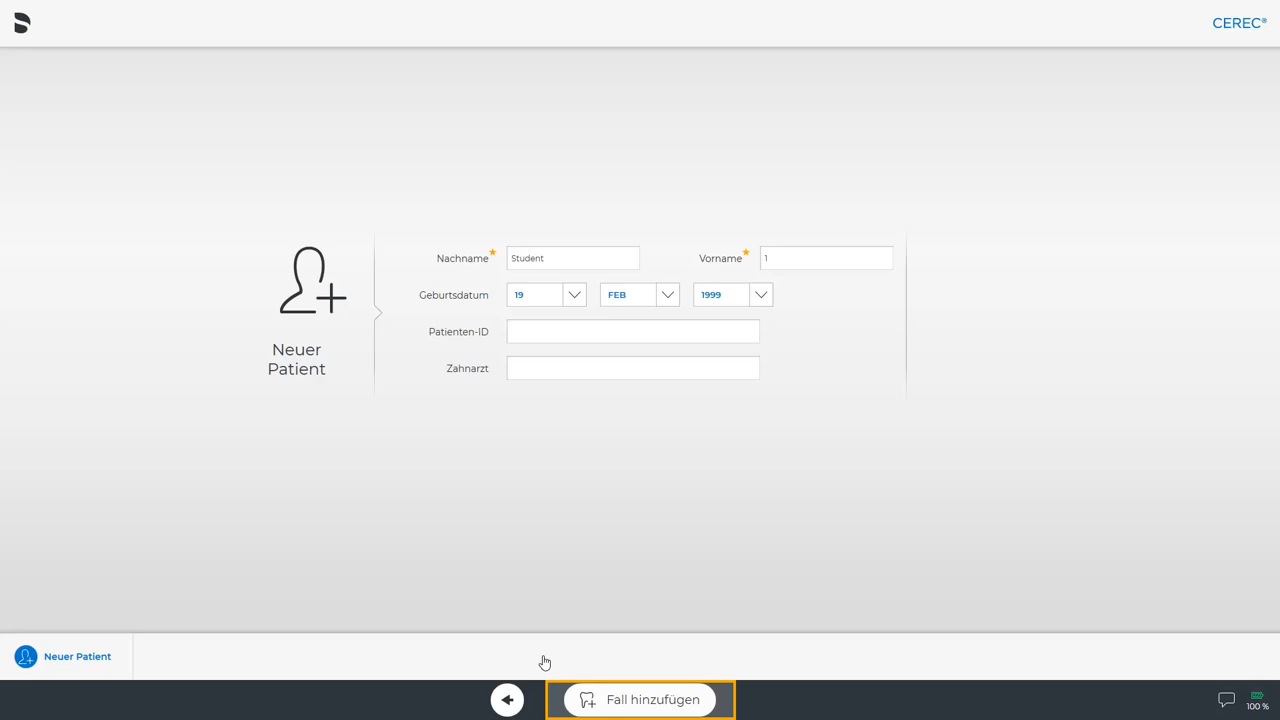 CEREC®
Nachname★ Student Vorname★ 1
Geburtsdatum 19 FEB 1999
Patienten-ID
Zahnarzt
Neuer
Patient
Neuer Patient
Fall hinzufügen
100 %